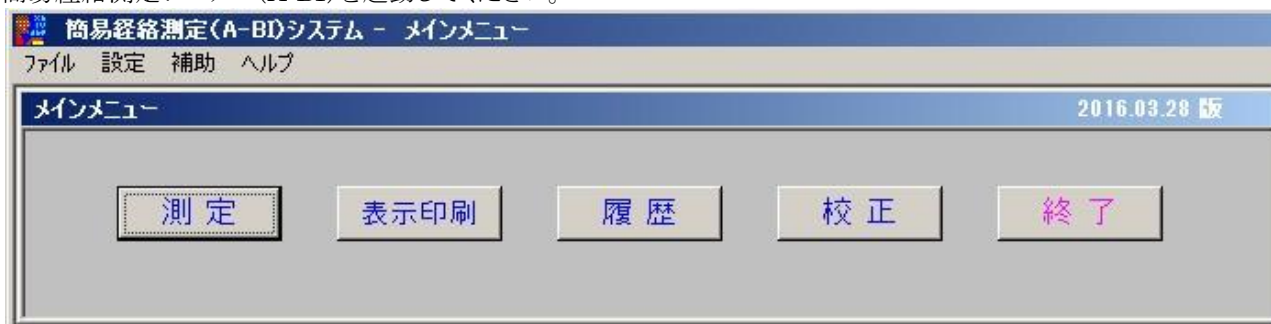 簡易経絡測定(A-BI)システム - メインメニュー
ファイル 設定 補助 ヘルプ
メインメニュー 2016.03.28 版
測 定 表示印刷 履 歴 校 正 終 了